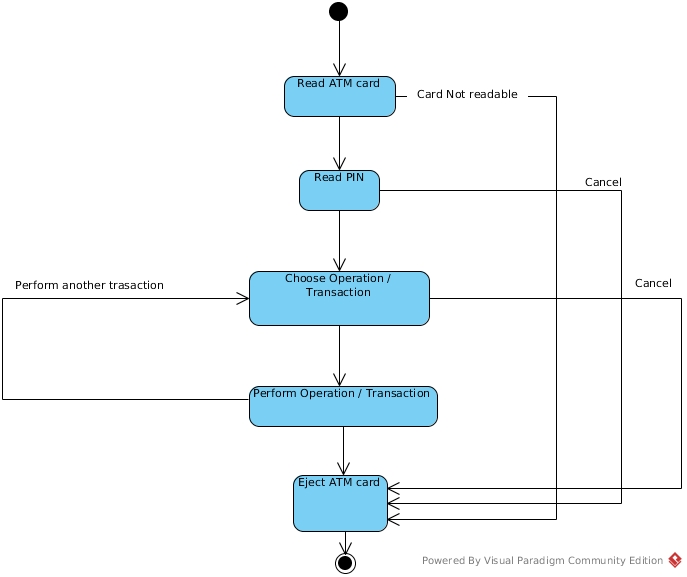 Read ATM card
Card Not readable
Read PIN
Cancel
Choose Operation /
Transaction
Cancel
Perform another trasaction
Perform Operation / Transaction
Eject ATM card
Powered By Visual Paradigm Community Edition